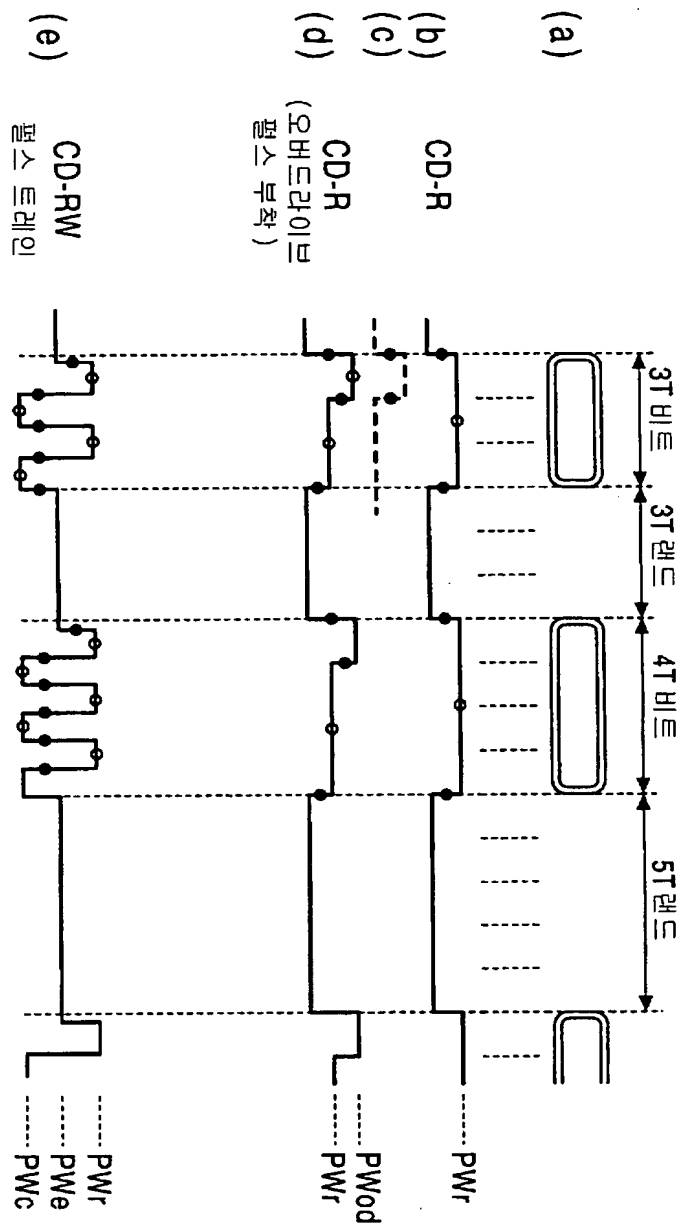 3T 비트 3T 랜드 4T 비트 5T 랜드
(a)
(b) CD-R PWr
(c)
(d) CD-R PWod
PWr
(오버드라이브
펄스 부착)
(e) CD-RW PWr
PWe
펄스 트레인 PWc